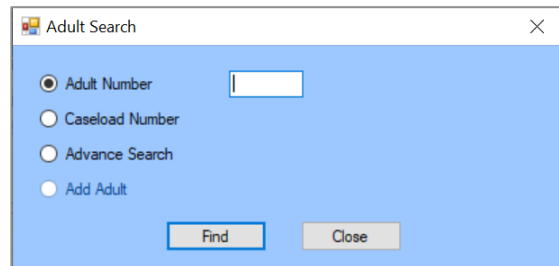 Adult Search
Adult Number
Caseload Number
Advance Search
Add Adult
Find Close